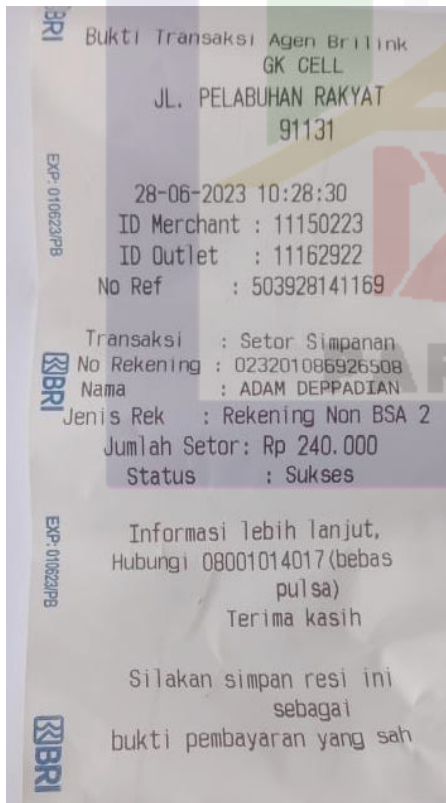 BRI
Bukti Transaksi Agen Brilink
GK CELL
JL. PELABUHAN RAKYAT
91131
EXP: 010623/PB
28-06-2023 10:28:30
ID Merchant : 11150223
ID Outlet : 11162922
No Ref : 503928141169
Transaksi : Setor Simpanan
No Rekening : 023201086926508
BRI
Nama : ADAM DEPPADIAN
Jenis Rek : Rekening Non BSA 2
Jumlah Setor: Rp 240.000
Status : Sukses
EXP: 010623/PB
Informasi lebih lanjut,
Hubungi 08001014017(bebas
pulsa)
Terima kasih
Silakan simpan resi ini
sebagai
bukti pembayaran yang sah
BRI